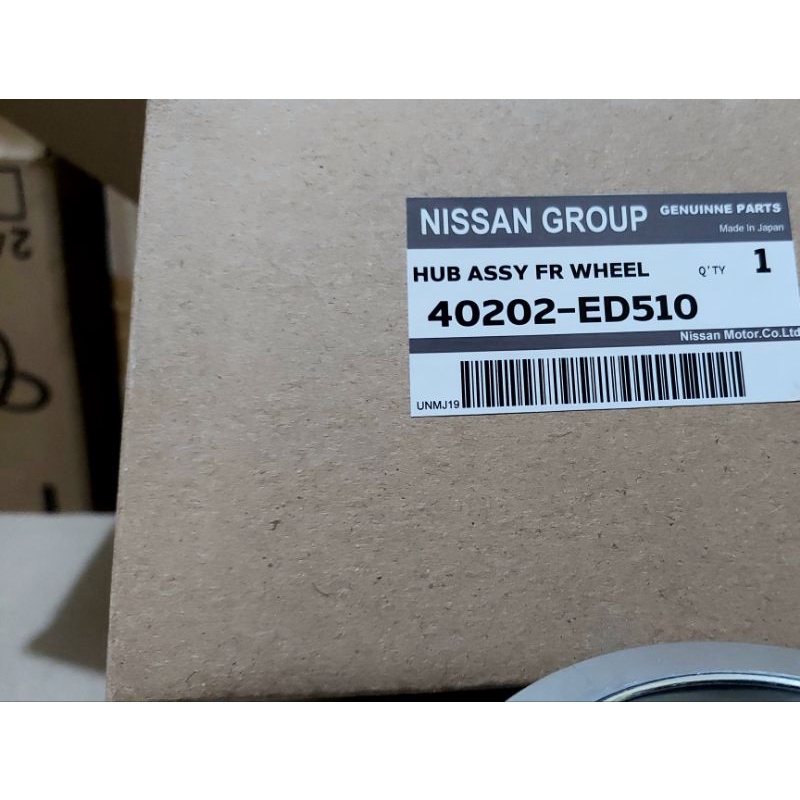 NISSAN GROUP GENUINNE PARTS
Made in Japan
HUB ASSY FR WHEEL Q'TY 1
40202-ED510
Nissan Motor.Co.Ltd
UNMJ19